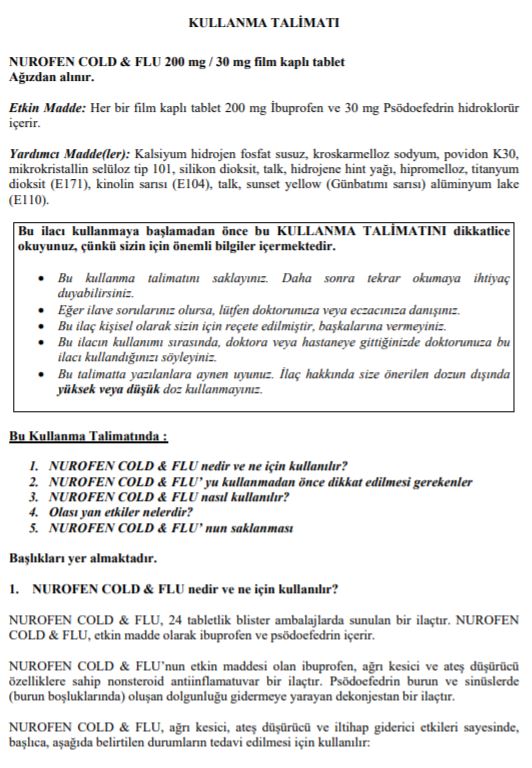 KULLANMA TALİMATI
NUROFEN COLD & FLU 200 mg / 30 mg film kaplı tablet
Ağızdan alınır.
Etkin Madde: Her bir film kaplı tablet 200 mg İbuprofen ve 30 mg Psödoefedrin hidroklorür
içerir.
Yardımcı Madde(ler): Kalsiyum hidrojen fosfat susuz, kroskarmelloz sodyum, povidon K30,
mikrokristallin selüloz tip 101, silikon dioksit, talk, hidrojene hint yağı, hipromelloz, titanyum
dioksit (E171), kinolin sarısı (E104), talk, sunset yellow (Günbatımı sarısı) alüminyum lake
(E110).
Bu ilacı kullanmaya başlamadan önce bu KULLANMA TALİMATINI dikkatlice
okuyunuz, çünkü sizin için önemli bilgiler içermektedir.
• Bu kullanma talimatını saklayınız. Daha sonra tekrar okumaya ihtiyaç
duyabilirsiniz.
• Eğer ilave sorularınız olursa, lütfen doktorunuza veya eczacınıza danışınız.
• Bu ilaç kişisel olarak sizin için reçete edilmiştir, başkalarına vermeyiniz.
• Bu ilacın kullanımı sırasında, doktora veya hastaneye gittiğinizde doktorunuza bu
ilacı kullandığınızı söyleyiniz.
• Bu talimatta yazılanlara aynen uyunuz. İlaç hakkında size önerilen dozun dışında
yüksek veya düşük doz kullanmayınız.
Bu Kullanma Talimatında :
1. NUROFEN COLD & FLU nedir ve ne için kullanılır?
2. NUROFEN COLD & FLU' yu kullanmadan önce dikkat edilmesi gerekenler
3. NUROFEN COLD & FLU nasıl kullanılır?
4. Olası yan etkiler nelerdir?
5. NUROFEN COLD & FLU' nun saklanması
Başlıkları yer almaktadır.
1. NUROFEN COLD & FLU nedir ve ne için kullanılır?
NUROFEN COLD & FLU, 24 tabletlik blister ambalajlarda sunulan bir ilaçtır. NUROFEN
COLD & FLU, etkin madde olarak ibuprofen ve psödoefedrin içerir.
NUROFEN COLD & FLU'nun etkin maddesi olan ibuprofen, ağrı kesici ve ateş düşürücü
özelliklere sahip nonsteroid antiinflamatuvar bir ilaçtır. Psödoefedrin burun ve sinüslerde
(burun boşluklarında) oluşan dolgunluğu gidermeye yarayan dekonjestan bir ilaçtır.
NUROFEN COLD & FLU, ağrı kesici, ateş düşürücü ve iltihap giderici etkileri sayesinde,
başlıca, aşağıda belirtilen durumların tedavi edilmesi için kullanılır: